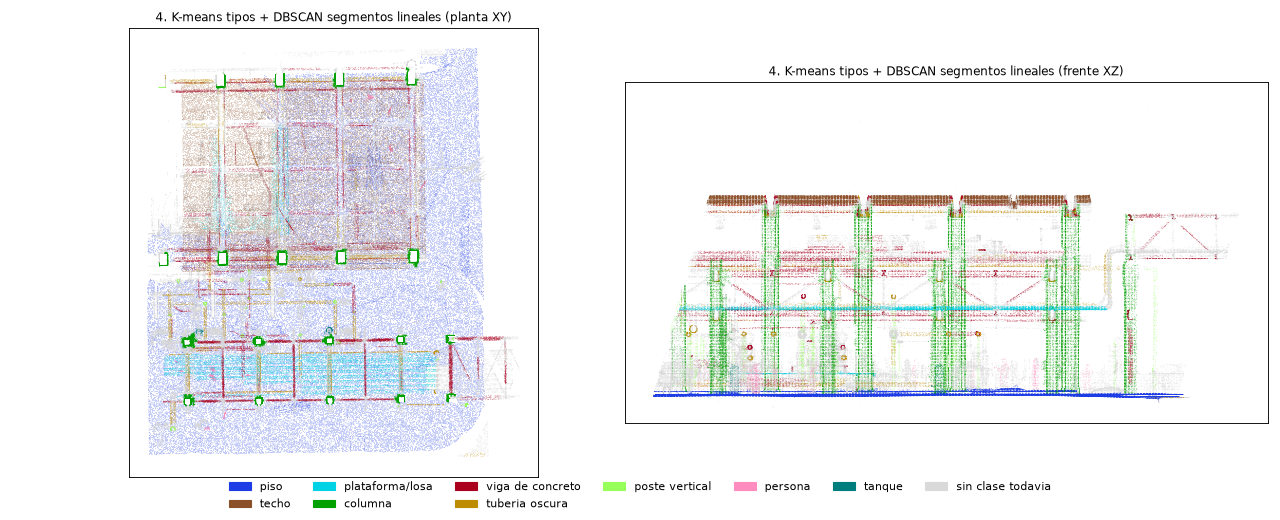 4. K-means tipos + DBSCAN segmentos lineales (planta XY)
4. K-means tipos + DBSCAN segmentos lineales (frente XZ)
piso
plataforma/losa
viga de concreto
poste vertical
persona
tanque
sin clase todavia
techo
columna
tuberia oscura